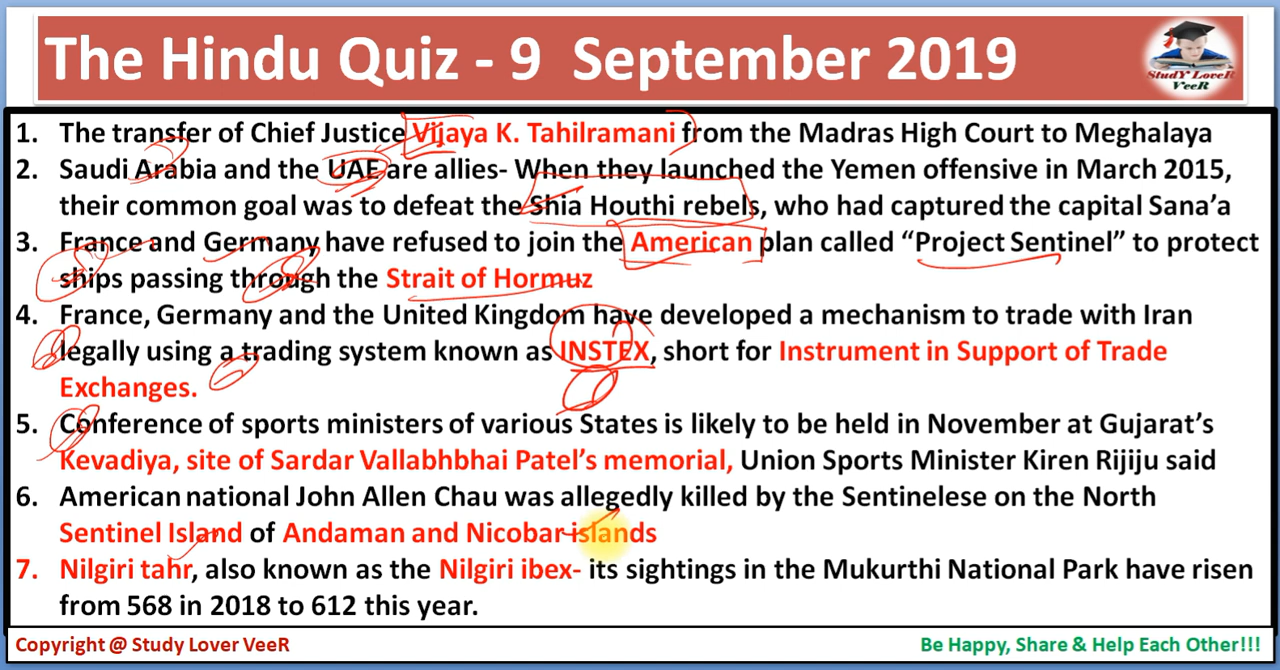 The Hindu Quiz - 9 September 2019
StudY LoveR
VeeR
1. The transfer of Chief Justice Vijaya K. Tahilramani from the Madras High Court to Meghalaya
2. Saudi Arabia and the UAE are allies- When they launched the Yemen offensive in March 2015,
their common goal was to defeat the Shia Houthi rebels, who had captured the capital Sana’a
3. France and Germany have refused to join the American plan called “Project Sentinel” to protect
ships passing through the Strait of Hormuz
4. France, Germany and the United Kingdom have developed a mechanism to trade with Iran
legally using a trading system known as INSTEX, short for Instrument in Support of Trade
Exchanges.
5. Conference of sports ministers of various States is likely to be held in November at Gujarat’s
Kevadiya, site of Sardar Vallabhbhai Patel’s memorial, Union Sports Minister Kiren Rijiju said
6. American national John Allen Chau was allegedly killed by the Sentinelese on the North
Sentinel Island of Andaman and Nicobar islands
7. Nilgiri tahr, also known as the Nilgiri ibex- its sightings in the Mukurthi National Park have risen
from 568 in 2018 to 612 this year.
Copyright @ Study Lover VeeR
Be Happy, Share & Help Each Other!!!